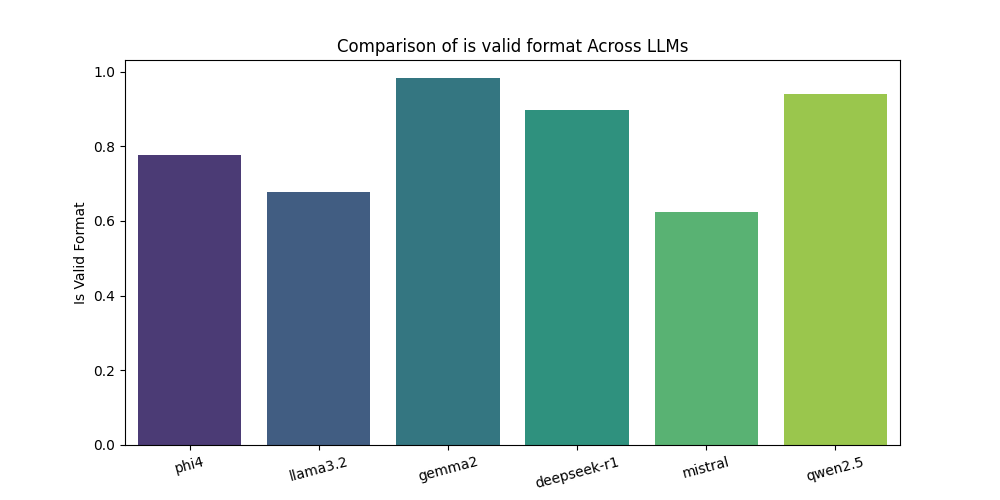 Comparison of is valid format Across LLMs
Is Valid Format
1.0
0.8
0.6
0.4
0.2
0.0
phi4
llama3.2
gemma2
deepseek-r1
mistral
qwen2.5